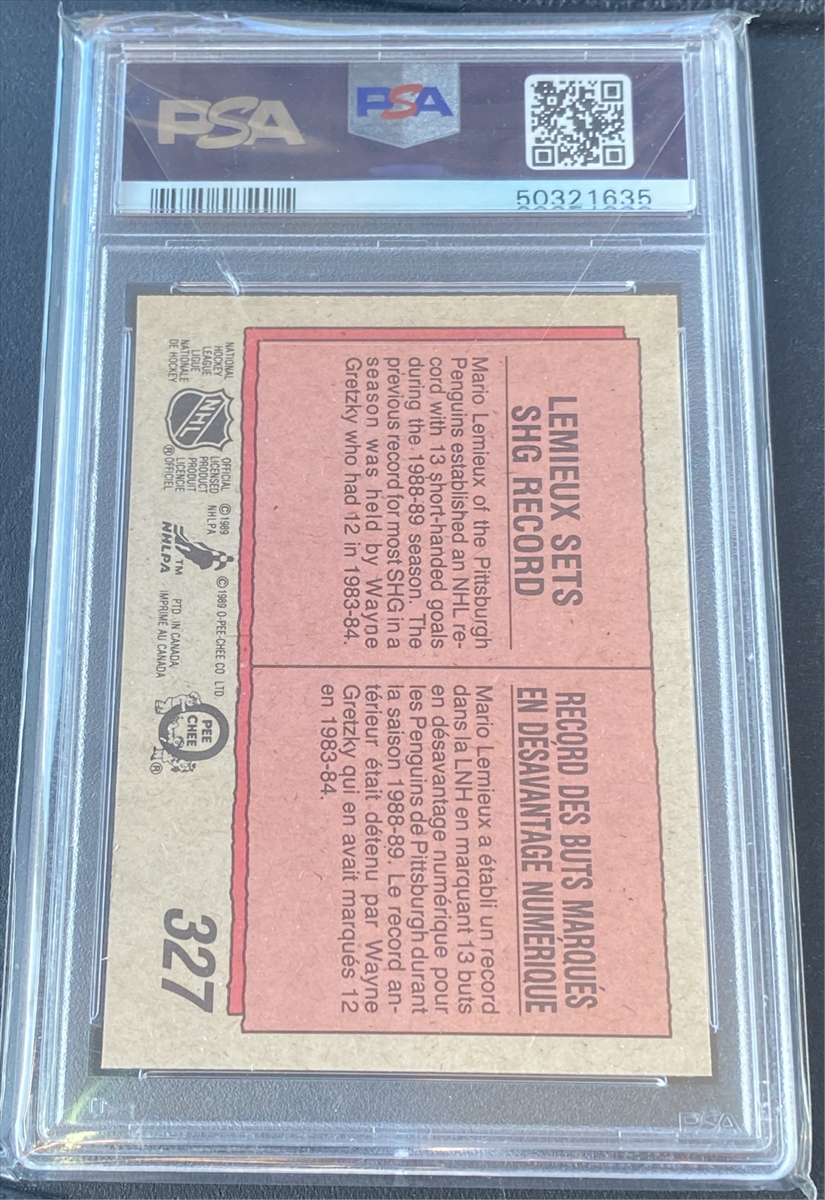 PSA
PSA
50321635
LEMIEUX SETS
SHG RECORD
Mario Lemieux of the Pittsburgh
Penguins established an NHL re-
cord with 13 short-handed goals
during the 1988-89 season. The
previous record for most SHG in a
season was held by Wayne
Gretzky who had 12 in 1983-84.
RECORD DES BUTS MARQUÉS
EN DÉSAVANTAGE NUMÉRIQUE
Mario Lemieux a établi un record
dans la LNH en marquant 13 buts
en désavantage numérique pour
les Penguins de Pittsburgh durant
la saison 1988-89. Le record an-
térieur était détenu par Wayne
Gretzky qui en avait marqués 12
en 1983-84.
NATIONAL
HOCKEY
LEAGUE
LIGUE
NATIONALE
DE HOCKEY
NHL
OFFICIAL
LICENSED
PRODUCT
PRODUIT
LICENCIÉ
® OFFICIEL
© 1989
NHLPA
TM
NHLPA
© 1989 O-PEE-CHEE CO LTD
PTD. IN CANADA
IMPRIMÉ AU CANADA
O PEE
CHEE
®
327
PSA